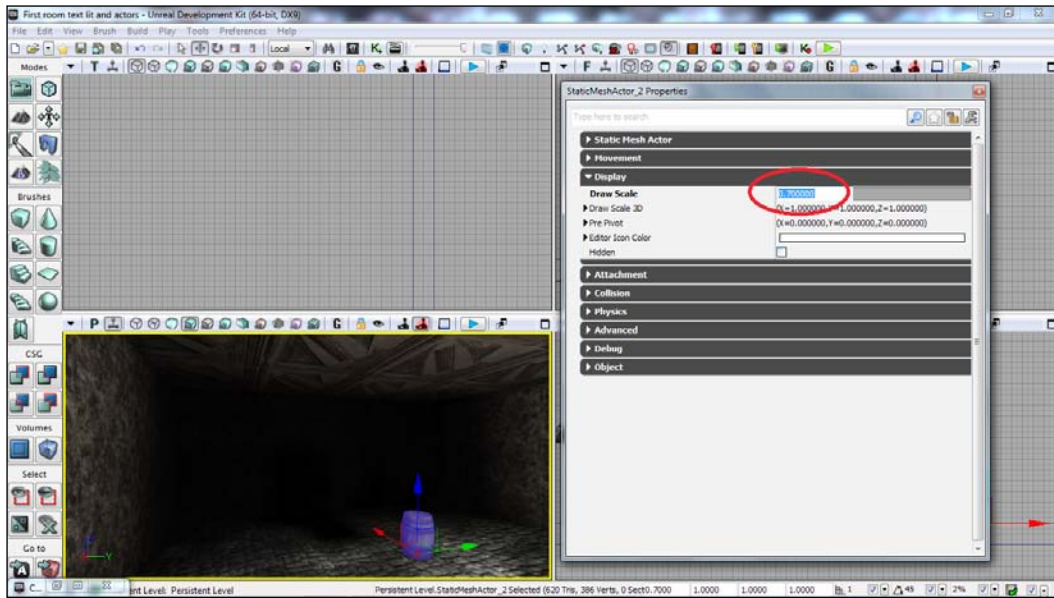 First room text lit and actors - Unreal Development Kit (64-bit, DX9)
File Edit View Brush Build Play Tools Preferences Help
Local
Modes
T
G
F
G
StaticMeshActor_2 Properties
Type here to search
Static Mesh Actor
Movement
Display
Draw Scale
Draw Scale 3D (X=1.000000,Y=1.000000,Z=1.000000)
Pre Pivot (X=0.000000,Y=0.000000,Z=0.000000)
Editor Icon Color
Hidden
Attachment
Collision
Physics
Advanced
Debug
Object
Brushes
P
G
CSG
Volumes
Select
Go to
Y
C...
ent Level: Persistent Level
Persistent Level.StaticMeshActor_2 Selected (620 Tris, 386 Verts, 0 Sect0.7000 1.0000 1.0000 1.0000 1 45 2%